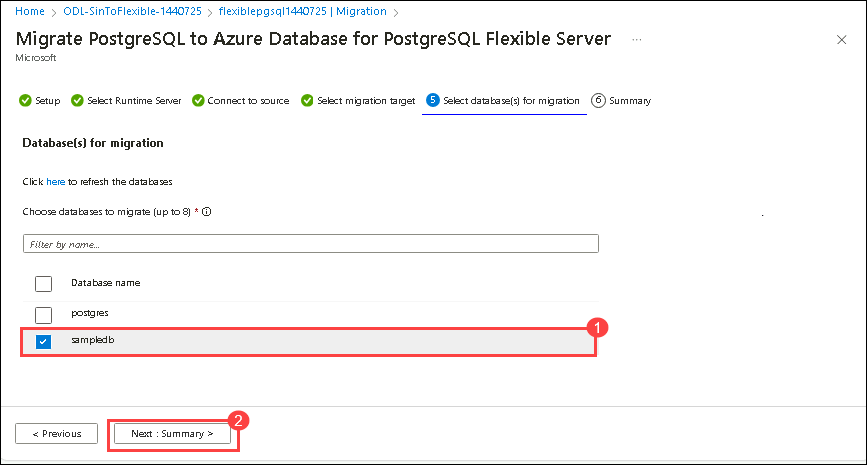 Home > ODL-SinToFlexible-1440725 > flexiblepgsql1440725 | Migration >
Migrate PostgreSQL to Azure Database for PostgreSQL Flexible Server ...
Microsoft
Setup Select Runtime Server Connect to source Select migration target 5 Select database(s) for migration 6 Summary
Database(s) for migration
Click here to refresh the databases
Choose databases to migrate (up to 8) *
Filter by name...
Database name
postgres
1
sampledb
2
< Previous Next : Summary >